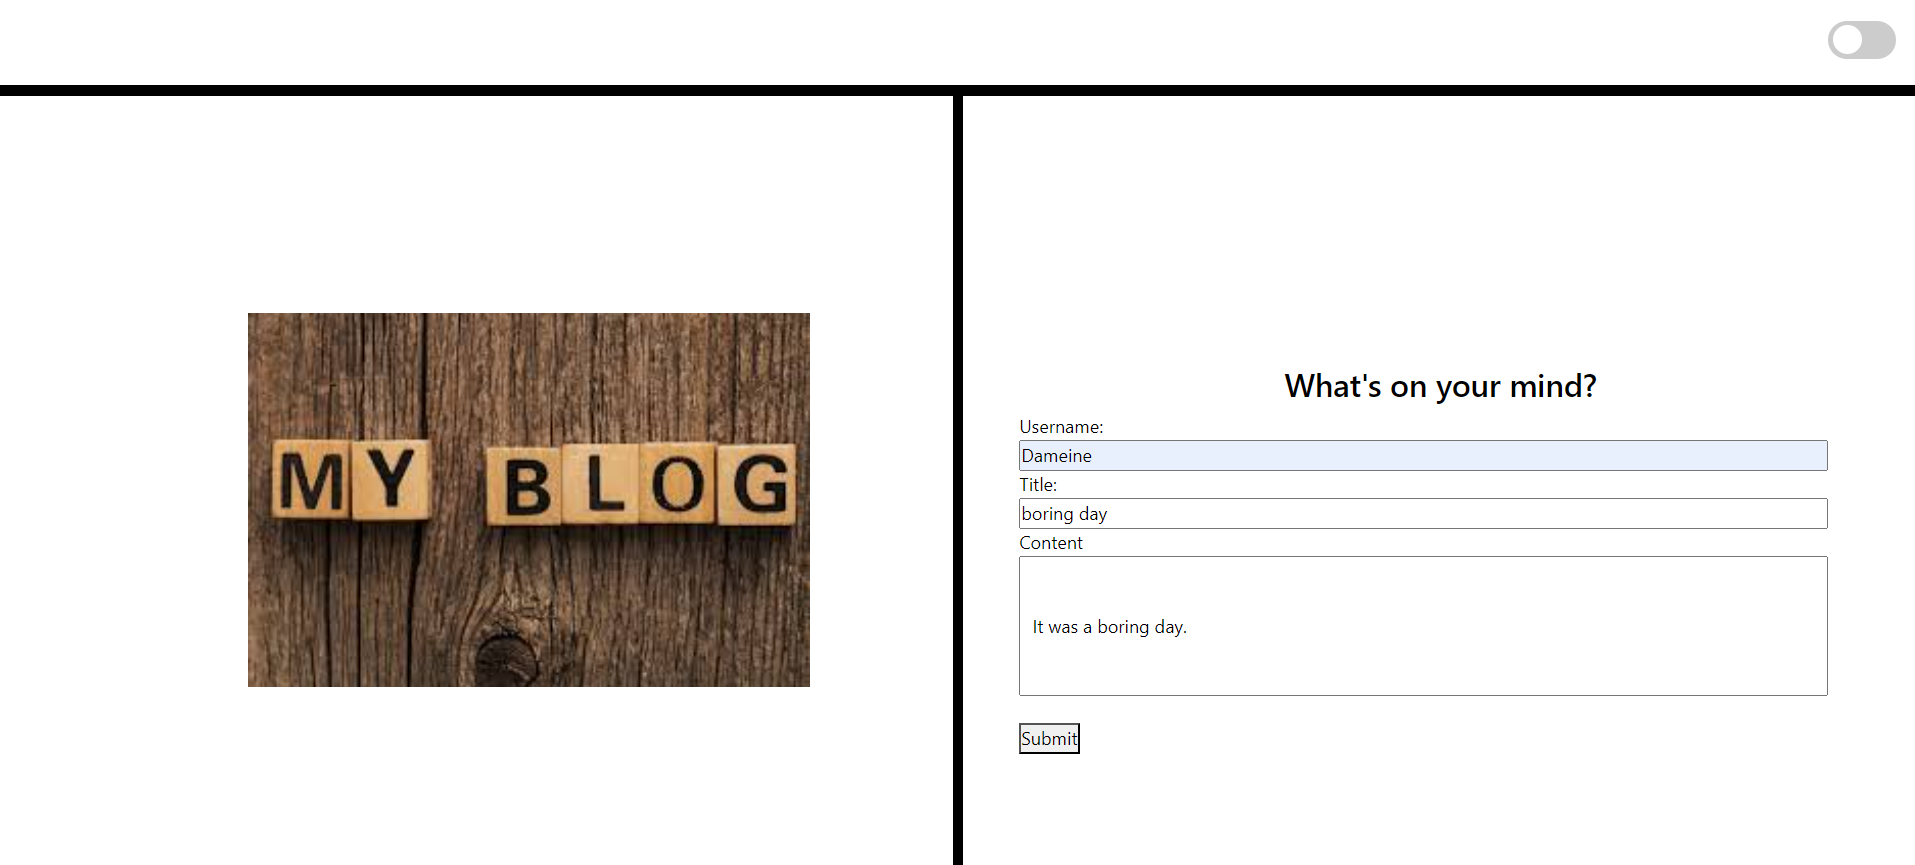 MY BLOG
What's on your mind?
Username:
Dameine
Title:
boring day
Content
It was a boring day.
Submit